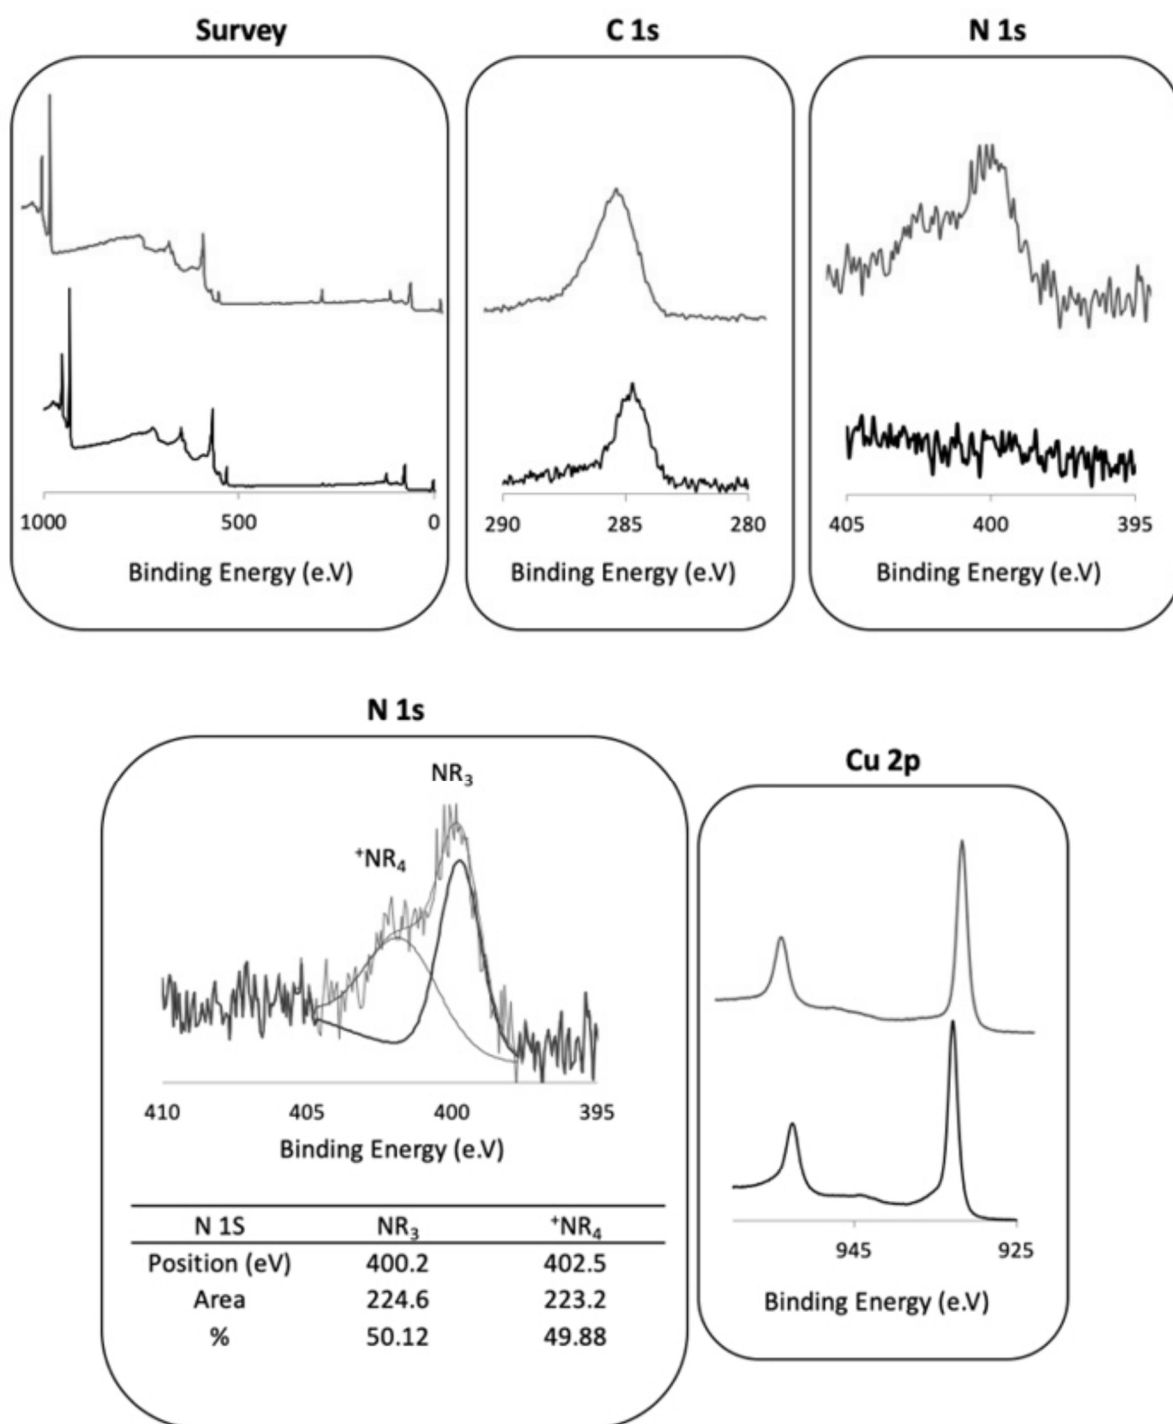 Survey
C 1s
N 1s
1000 500 0
290 285 280
405 400 395
Binding Energy (e.V)
Binding Energy (e.V)
Binding Energy (e.V)
N 1s
Cu 2p
NR₃
⁺NR₄
410 405 400 395
Binding Energy (e.V)
N 1S NR₃ ⁺NR₄
Position (eV) 400.2 402.5
Area 224.6 223.2
% 50.12 49.88
945 925
Binding Energy (e.V)